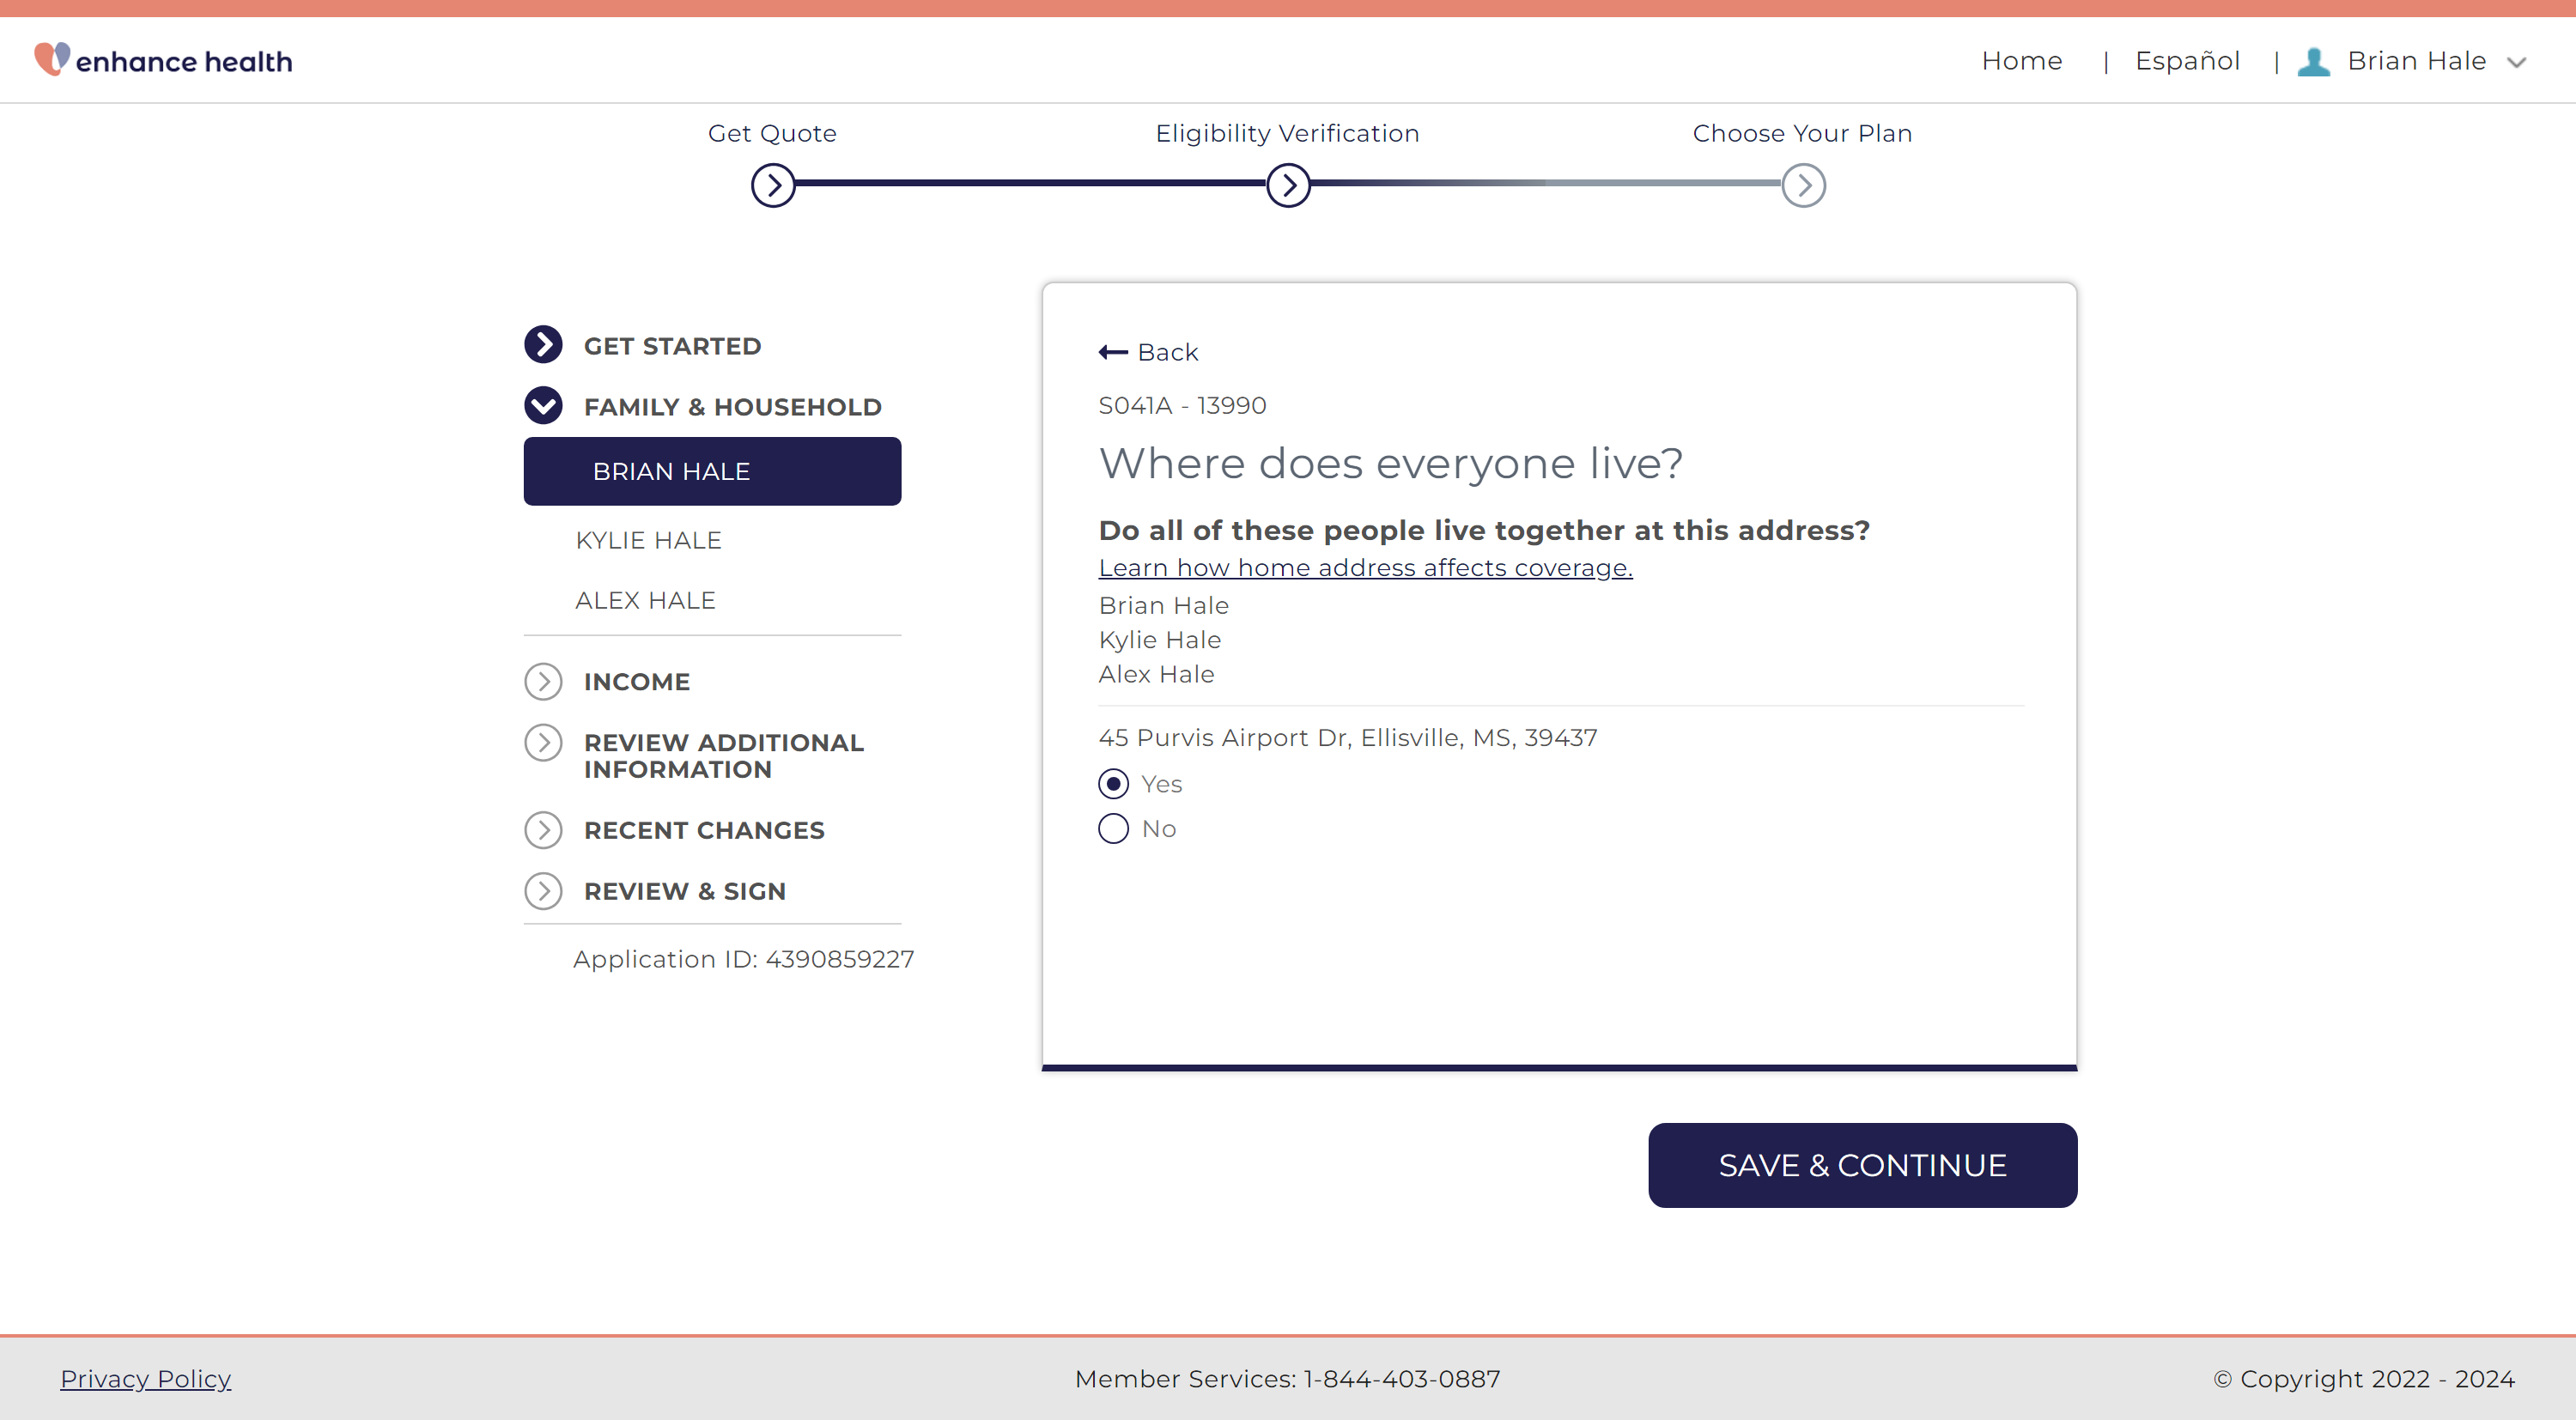 enhance health
Home | Español | Brian Hale
Get Quote
Eligibility Verification
Choose Your Plan
GET STARTED
FAMILY & HOUSEHOLD
BRIAN HALE
KYLIE HALE
ALEX HALE
INCOME
REVIEW ADDITIONAL
INFORMATION
RECENT CHANGES
REVIEW & SIGN
Application ID: 4390859227
Back
S041A - 13990
Where does everyone live?
Do all of these people live together at this address?
Learn how home address affects coverage.
Brian Hale
Kylie Hale
Alex Hale
45 Purvis Airport Dr, Ellisville, MS, 39437
Yes
No
SAVE & CONTINUE
Privacy Policy
Member Services: 1-844-403-0887
© Copyright 2022 - 2024